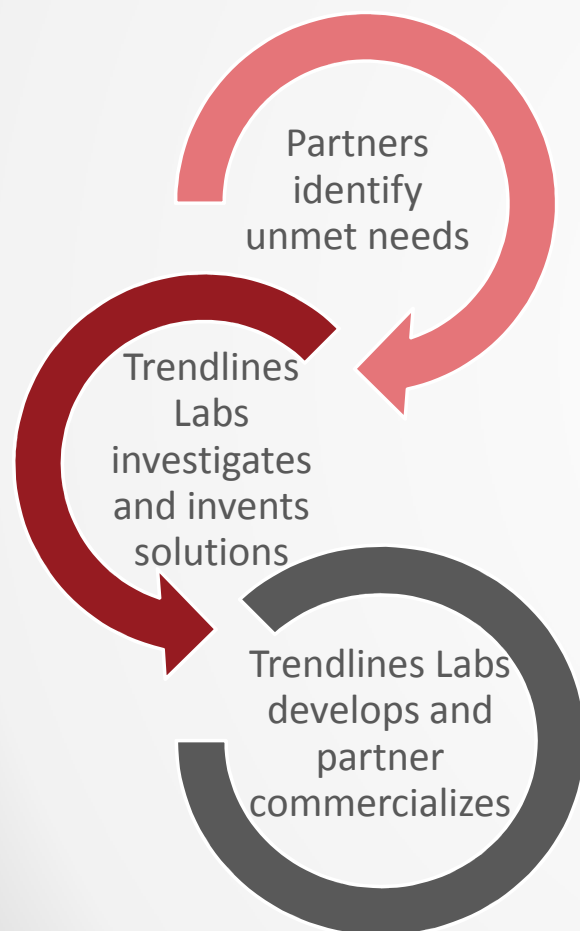 Partners
identify
unmet needs
Trendlines
Labs
investigates
and invents
solutions
Trendlines Labs
develops and
partner
commercializes